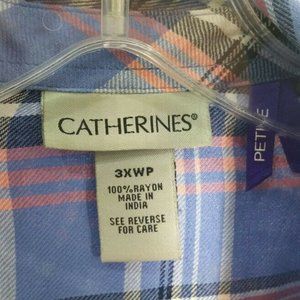 CATHERINES®
PETITE
3XWP
100% RAYON
MADE IN
INDIA
SEE REVERSE
FOR CARE